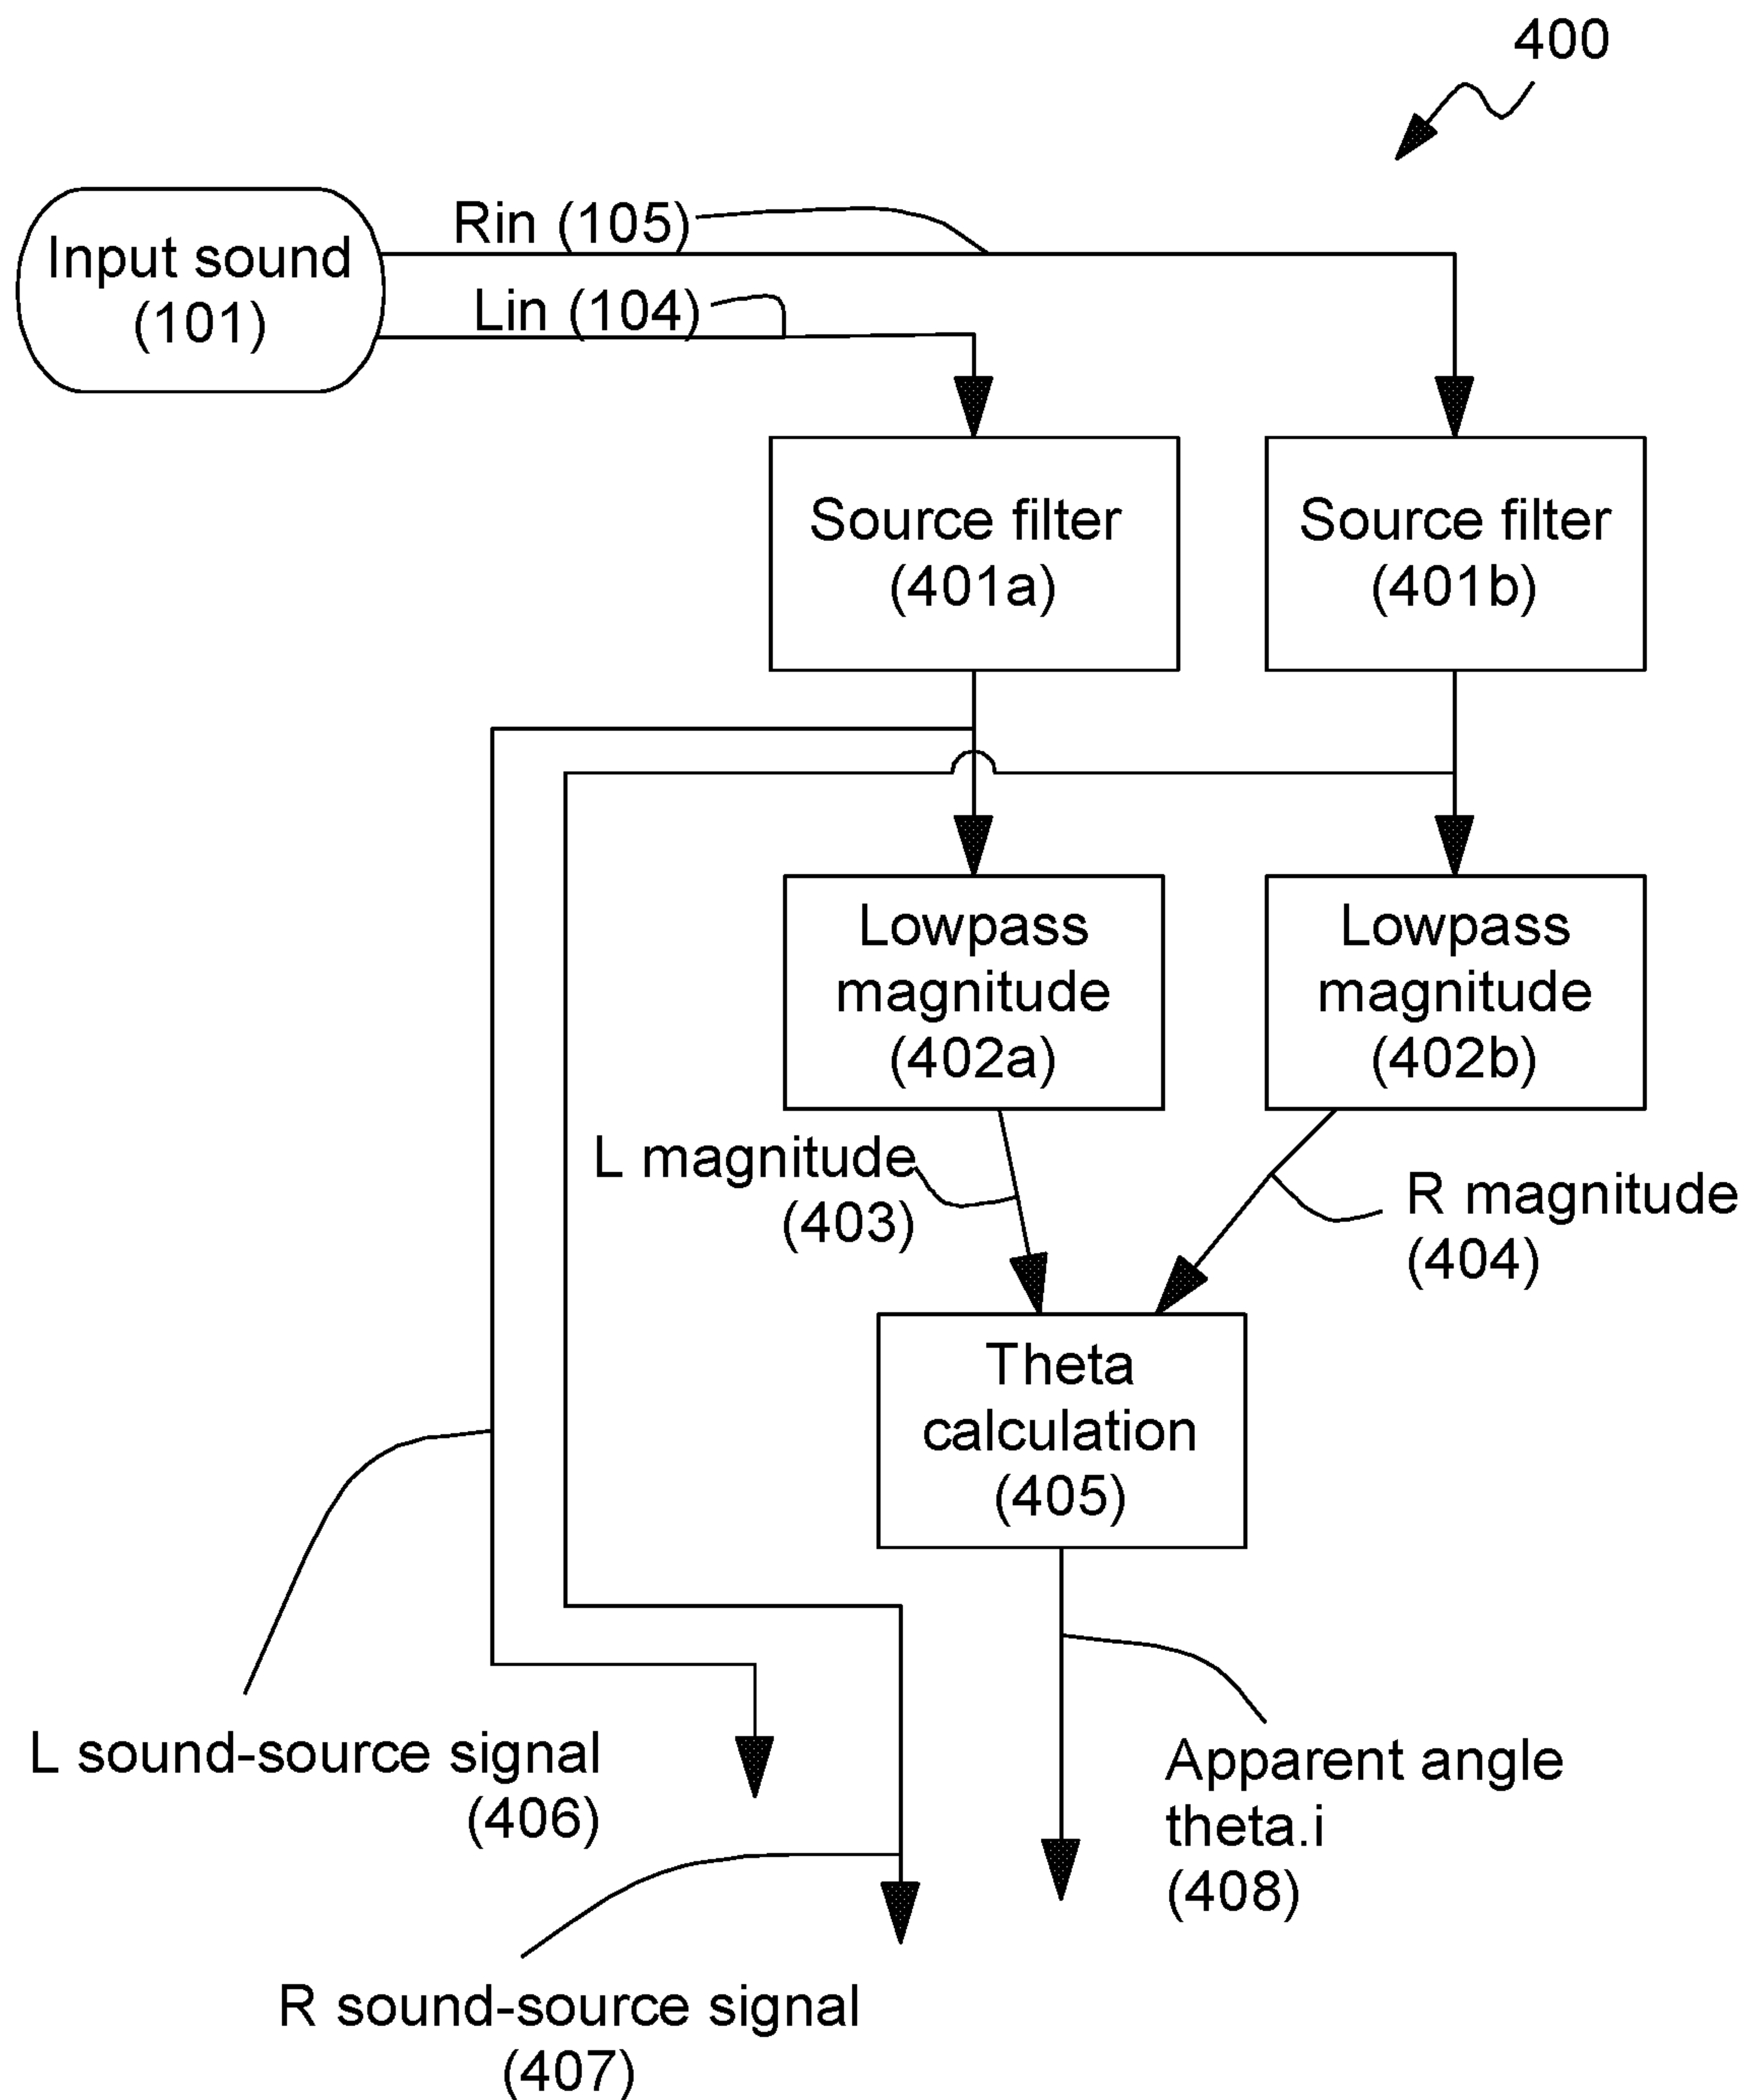 400
Rin (105)
Input sound
(101)
Lin (104)
Source filter
(401a)
Source filter
(401b)
Lowpass
magnitude
(402a)
Lowpass
magnitude
(402b)
L magnitude
(403)
R magnitude
(404)
Theta
calculation
(405)
L sound-source signal
(406)
Apparent angle
theta.i
(408)
R sound-source signal
(407)